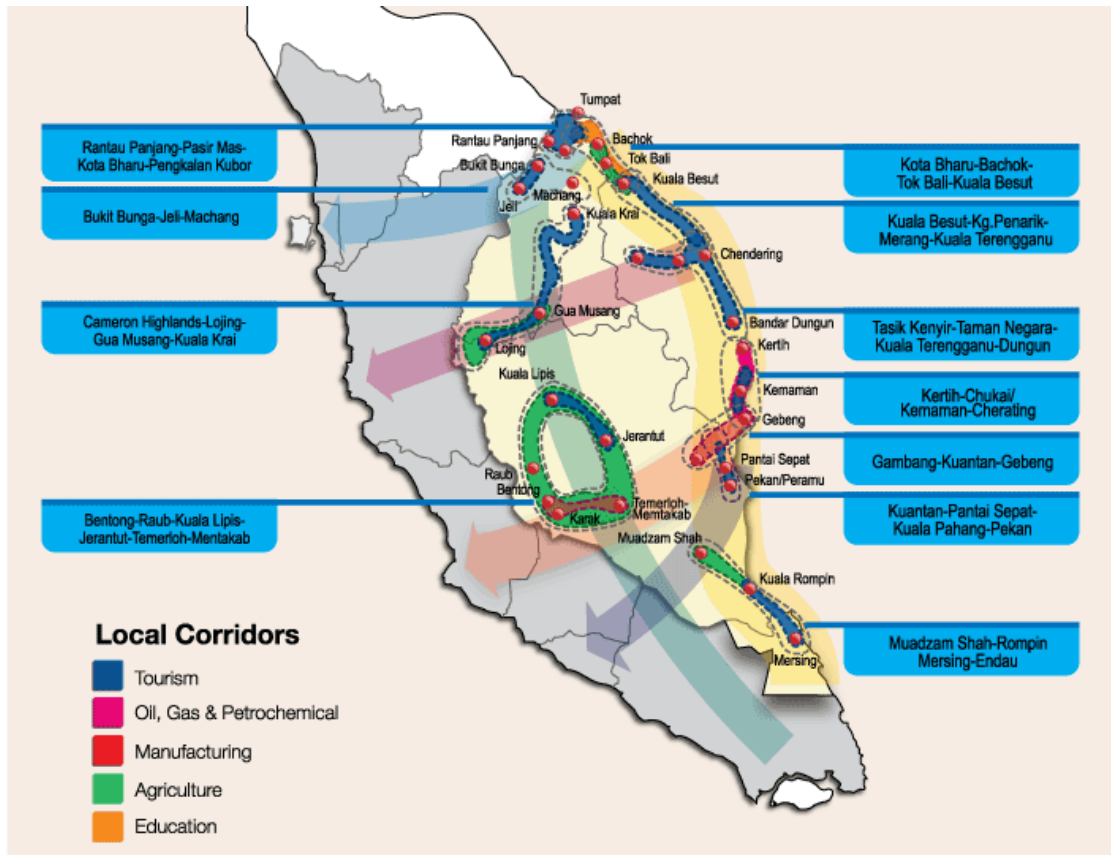 Tumpat
Rantau Panjang
Bachok
Bukit Bunga
Tok Bali
Kuala Besut
Machang
Jeli
Kuala Krai
Chendering
Gua Musang
Bandar Dungun
Lojing
Kertih
Kuala Lipis
Kemaman
Gebeng
Jerantut
Pantai Sepat
Raub
Pekan/Peramu
Bentong
Temerloh-
Memtakab
Karak
Muadzam Shah
Kuala Rompin
Mersing
Rantau Panjang-Pasir Mas-
Kota Bharu-Pengkalan Kubor
Bukit Bunga-Jeli-Machang
Cameron Highlands-Lojing-
Gua Musang-Kuala Krai
Bentong-Raub-Kuala Lipis-
Jerantut-Temerloh-Mentakab
Kota Bharu-Bachok-
Tok Bali-Kuala Besut
Kuala Besut-Kg.Penarik-
Merang-Kuala Terengganu
Tasik Kenyir-Taman Negara-
Kuala Terengganu-Dungun
Kertih-Chukai/
Kemaman-Cherating
Gambang-Kuantan-Gebeng
Kuantan-Pantai Sepat-
Kuala Pahang-Pekan
Muadzam Shah-Rompin
Mersing-Endau
Local Corridors
Tourism
Oil, Gas & Petrochemical
Manufacturing
Agriculture
Education